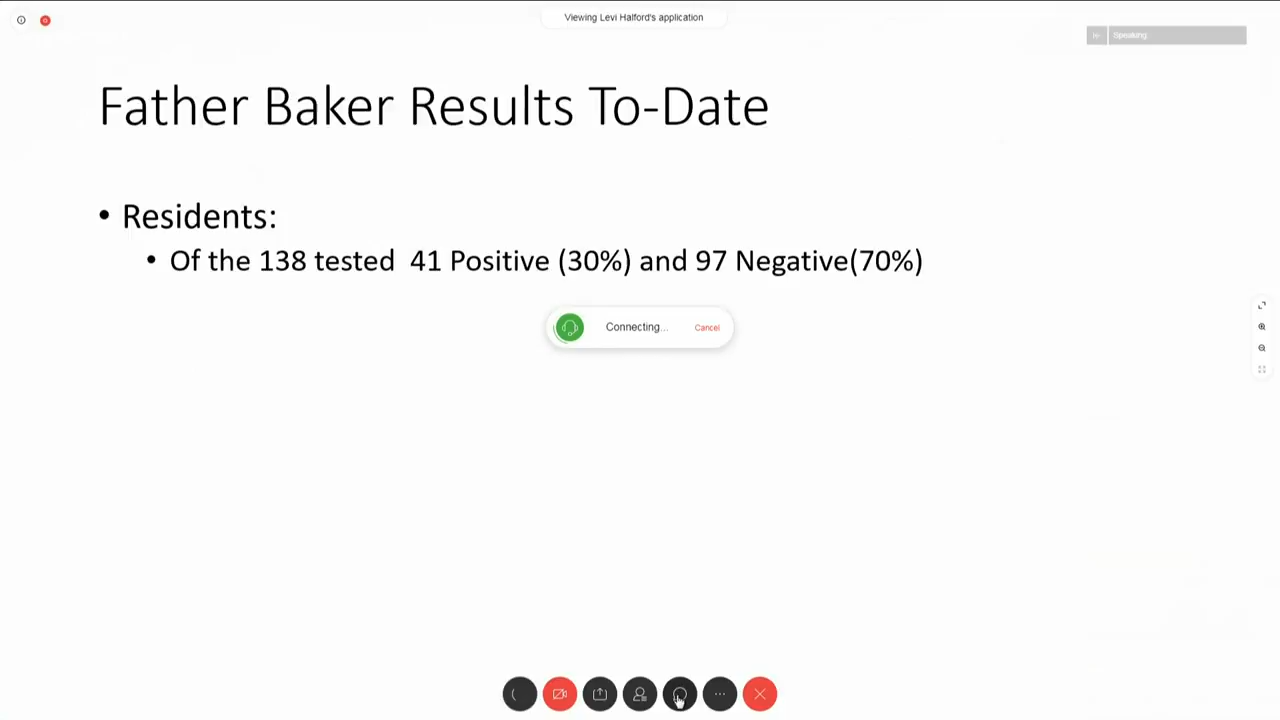 Viewing Levi Halford's application
Speaking:
Father Baker Results To-Date
• Residents:
• Of the 138 tested  41 Positive (30%) and 97 Negative(70%)
Connecting...
Cancel